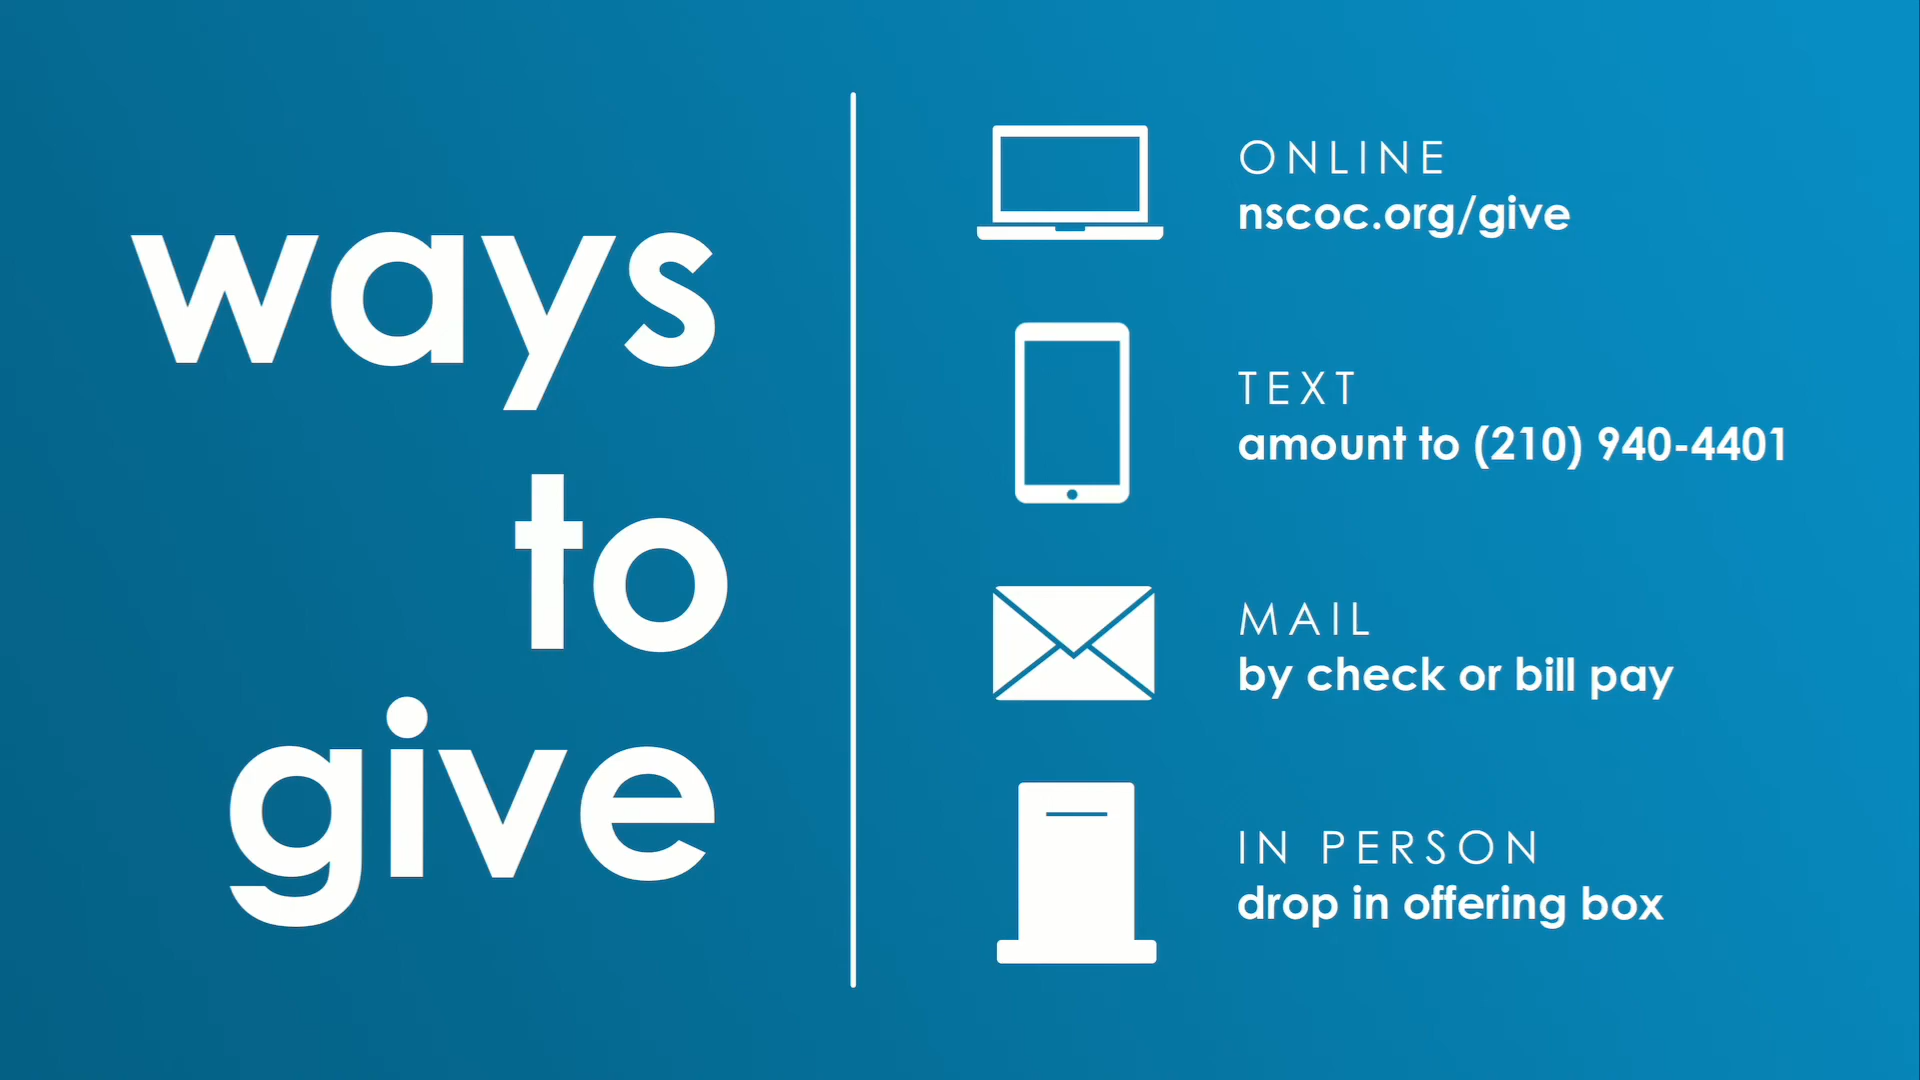 ways
to
give
ONLINE
nscoc.org/give
TEXT
amount to (210) 940-4401
MAIL
by check or bill pay
IN PERSON
drop in offering box